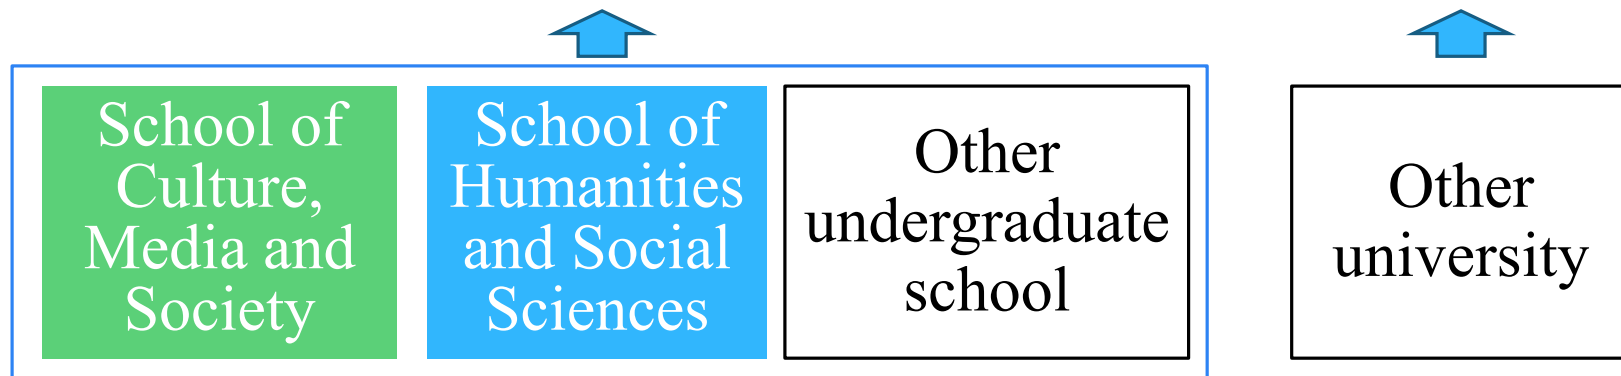 School of
Culture,
Media and
Society
School of
Humanities
and Social
Sciences
Other
undergraduate
school
Other
university